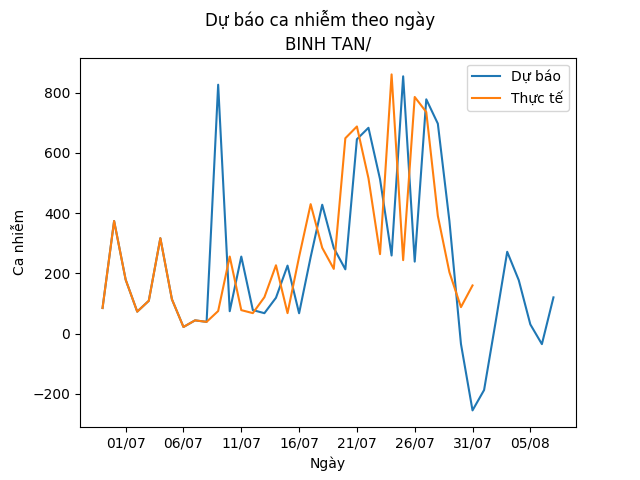 Dự báo ca nhiễm theo ngày
BINH TAN/
Dự báo
Thực tế
Ca nhiễm
800
600
400
200
0
−200
01/07 06/07 11/07 16/07 21/07 26/07 31/07 05/08
Ngày